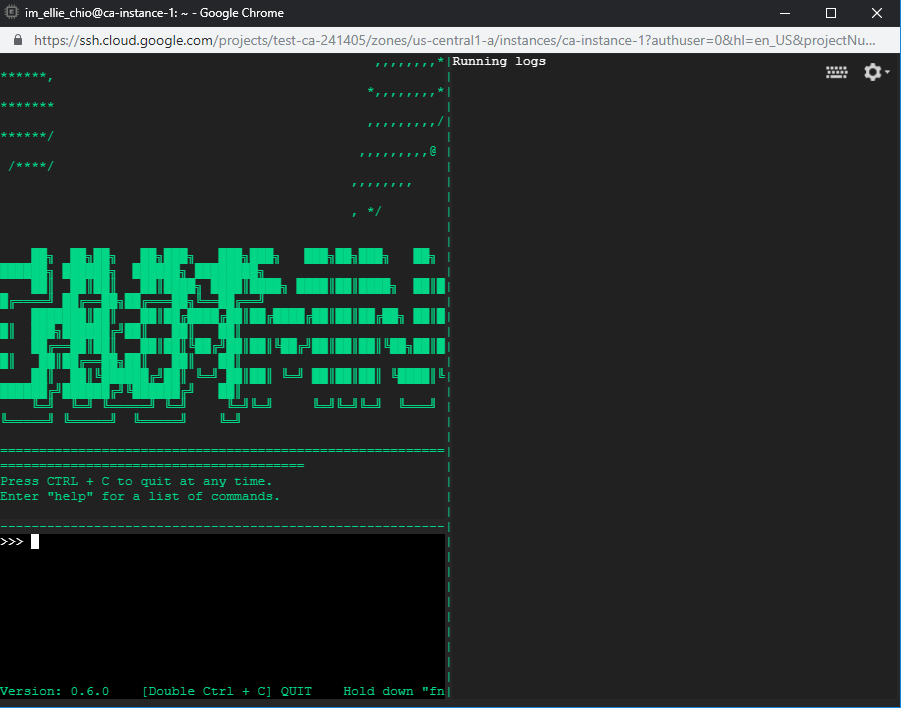 im_ellie_chio@ca-instance-1: ~ - Google Chrome
https://ssh.cloud.google.com/projects/test-ca-241405/zones/us-central1-a/instances/ca-instance-1?authuser=0&hl=en_US&projectNu...
Running logs
Press CTRL + C to quit at any time.
Enter "help" for a list of commands.
>>>
Version: 0.6.0    [Double Ctrl + C] QUIT    Hold down "fn